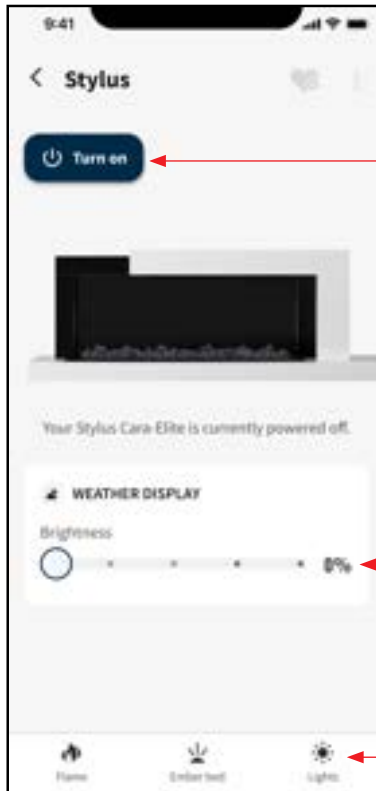 9:41
Stylus
Turn on
Your Stylus Cara Elite is currently powered off.
WEATHER DISPLAY
Brightness
0%
Flame Ember bed Lights